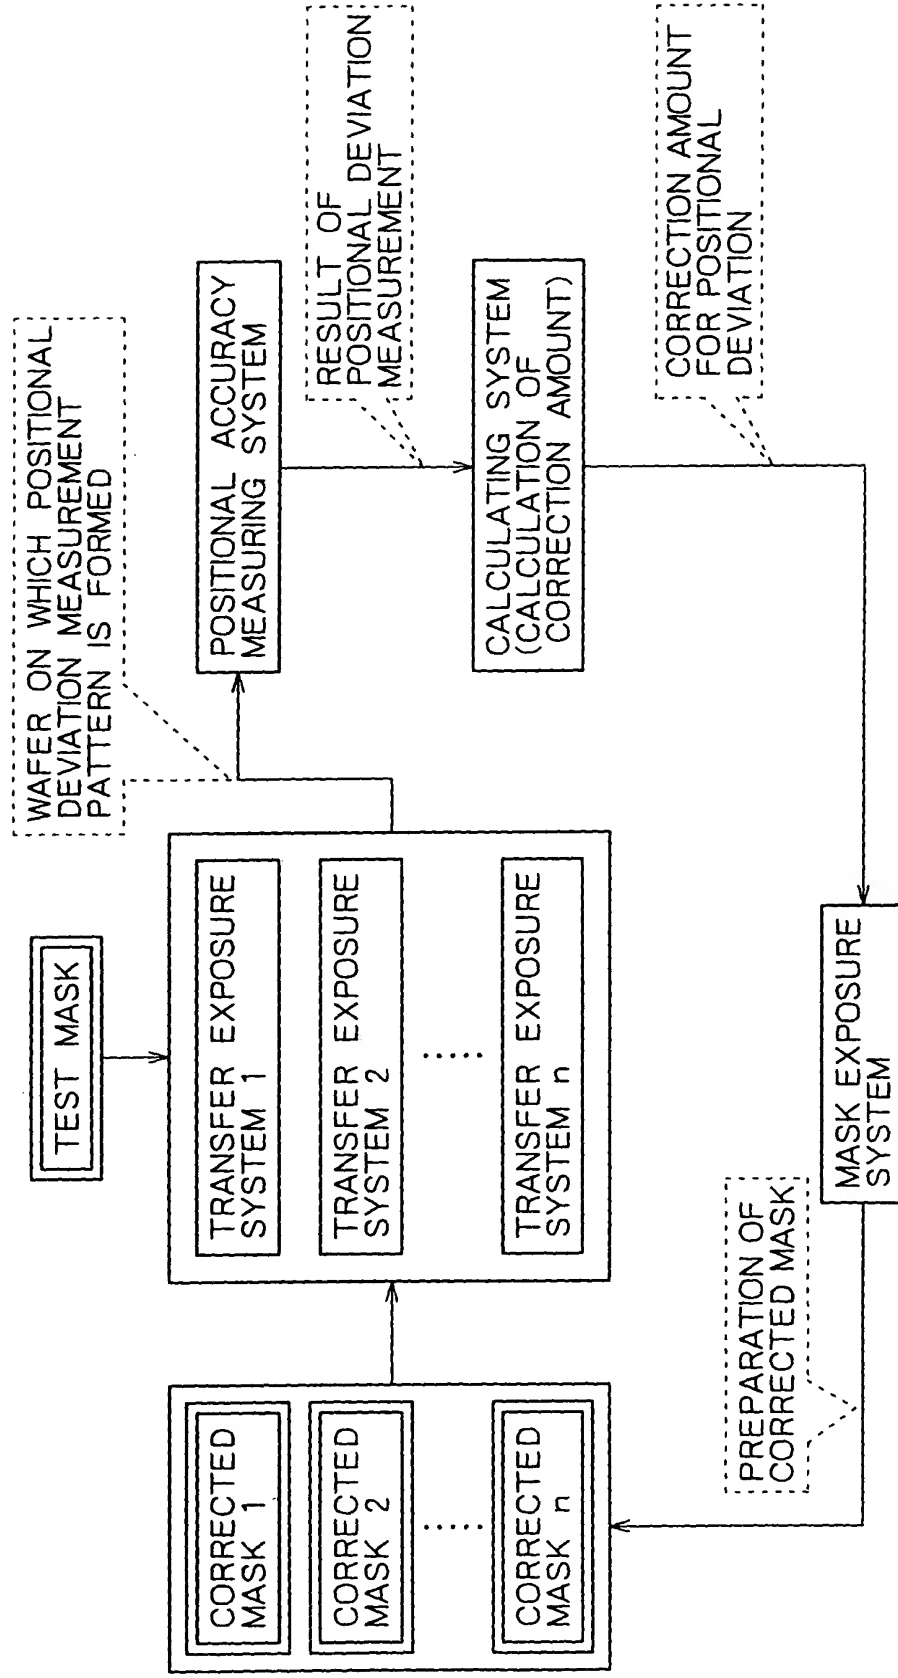 TEST MASK
WAFER ON WHICH POSITIONAL
DEVIATION MEASUREMENT
PATTERN IS FORMED
CORRECTED
MASK 1
CORRECTED
MASK 2
.....
CORRECTED
MASK n
TRANSFER EXPOSURE
SYSTEM 1
TRANSFER EXPOSURE
SYSTEM 2
.....
TRANSFER EXPOSURE
SYSTEM n
POSITIONAL ACCURACY
MEASURING SYSTEM
RESULT OF
POSITIONAL DEVIATION
MEASUREMENT
CALCULATING SYSTEM
(CALCULATION OF
CORRECTION AMOUNT)
CORRECTION AMOUNT
FOR POSITIONAL
DEVIATION
MASK EXPOSURE
SYSTEM
PREPARATION OF
CORRECTED MASK